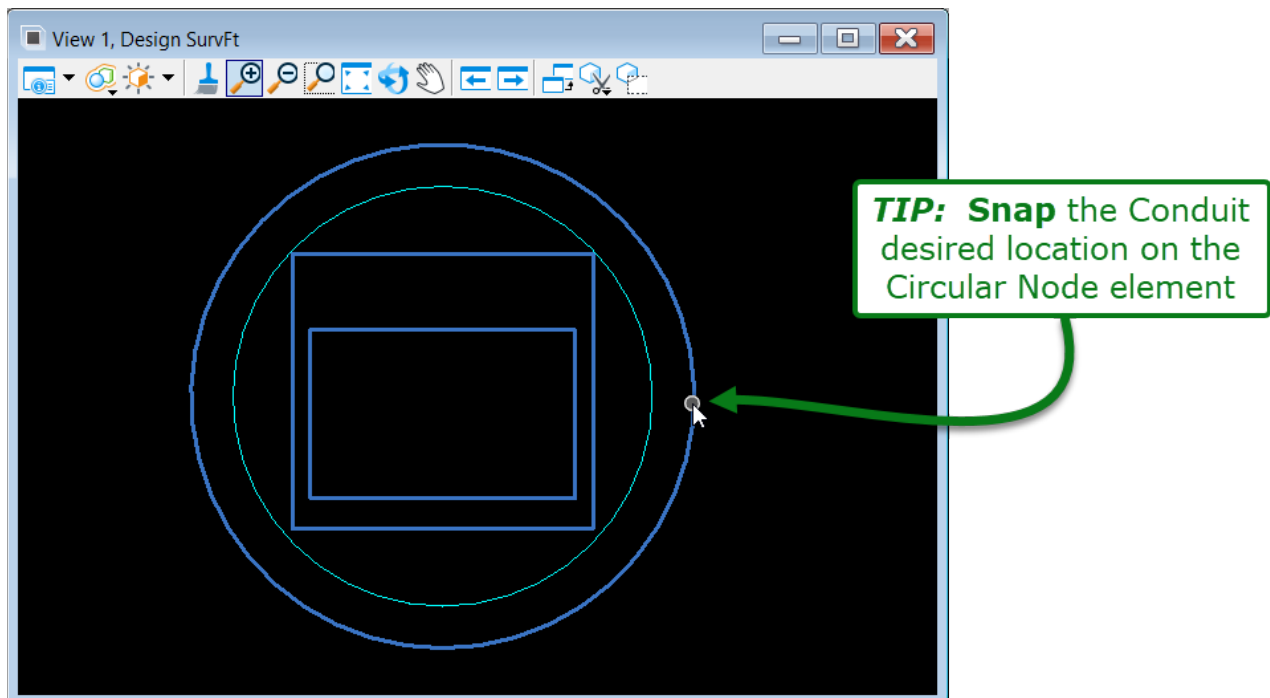 View 1, Design SurvFt
TIP: Snap the Conduit
desired location on the
Circular Node element